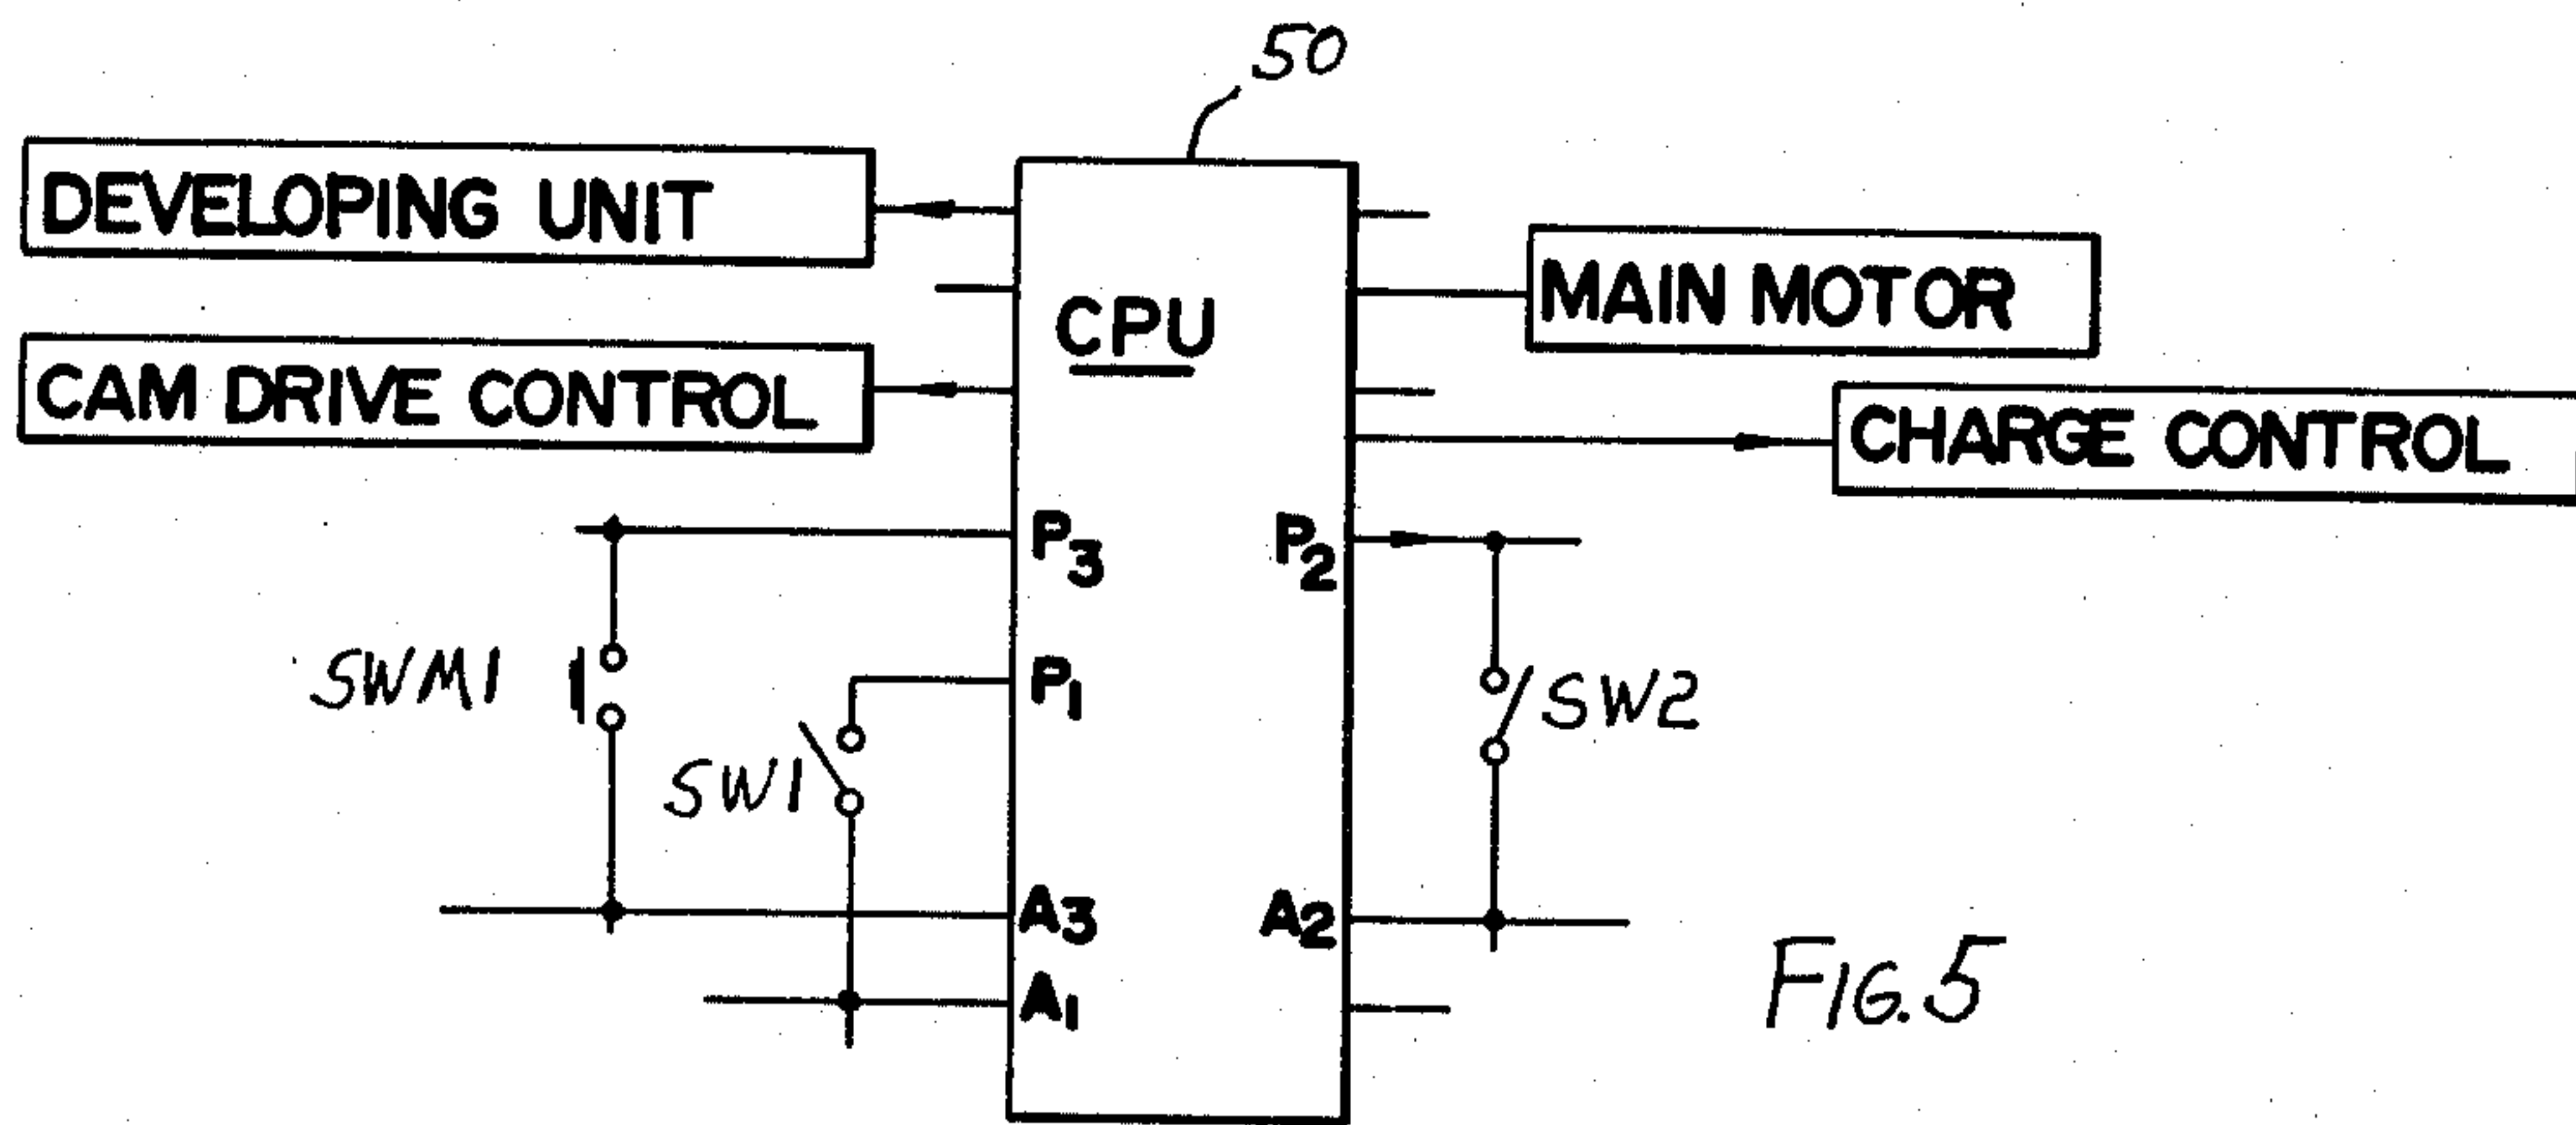 50
DEVELOPING UNIT
CPU
MAIN MOTOR
CAM DRIVE CONTROL
CHARGE CONTROL
P3
P2
SWM1
P1
SW2
SW1
A3
A2
A1
FIG. 5